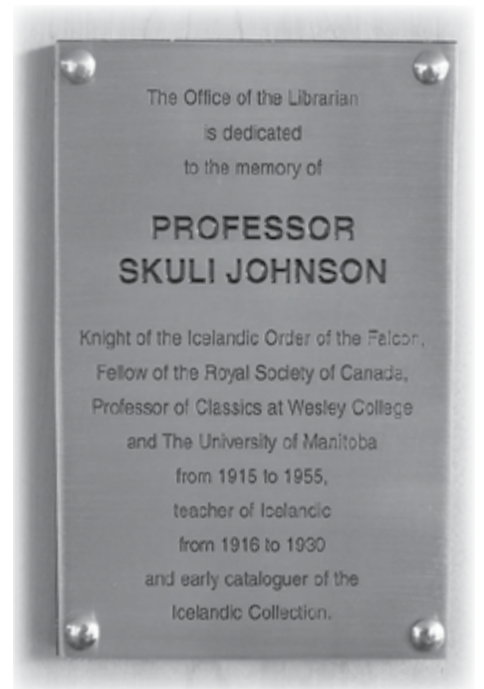 The Office of the Librarian
is dedicated
to the memory of
PROFESSOR
SKULI JOHNSON
Knight of the Icelandic Order of the Falcon,
Fellow of the Royal Society of Canada,
Professor of Classics at Wesley College
and The University of Manitoba
from 1915 to 1955,
teacher of Icelandic
from 1916 to 1930
and early cataloguer of the
Icelandic Collection.